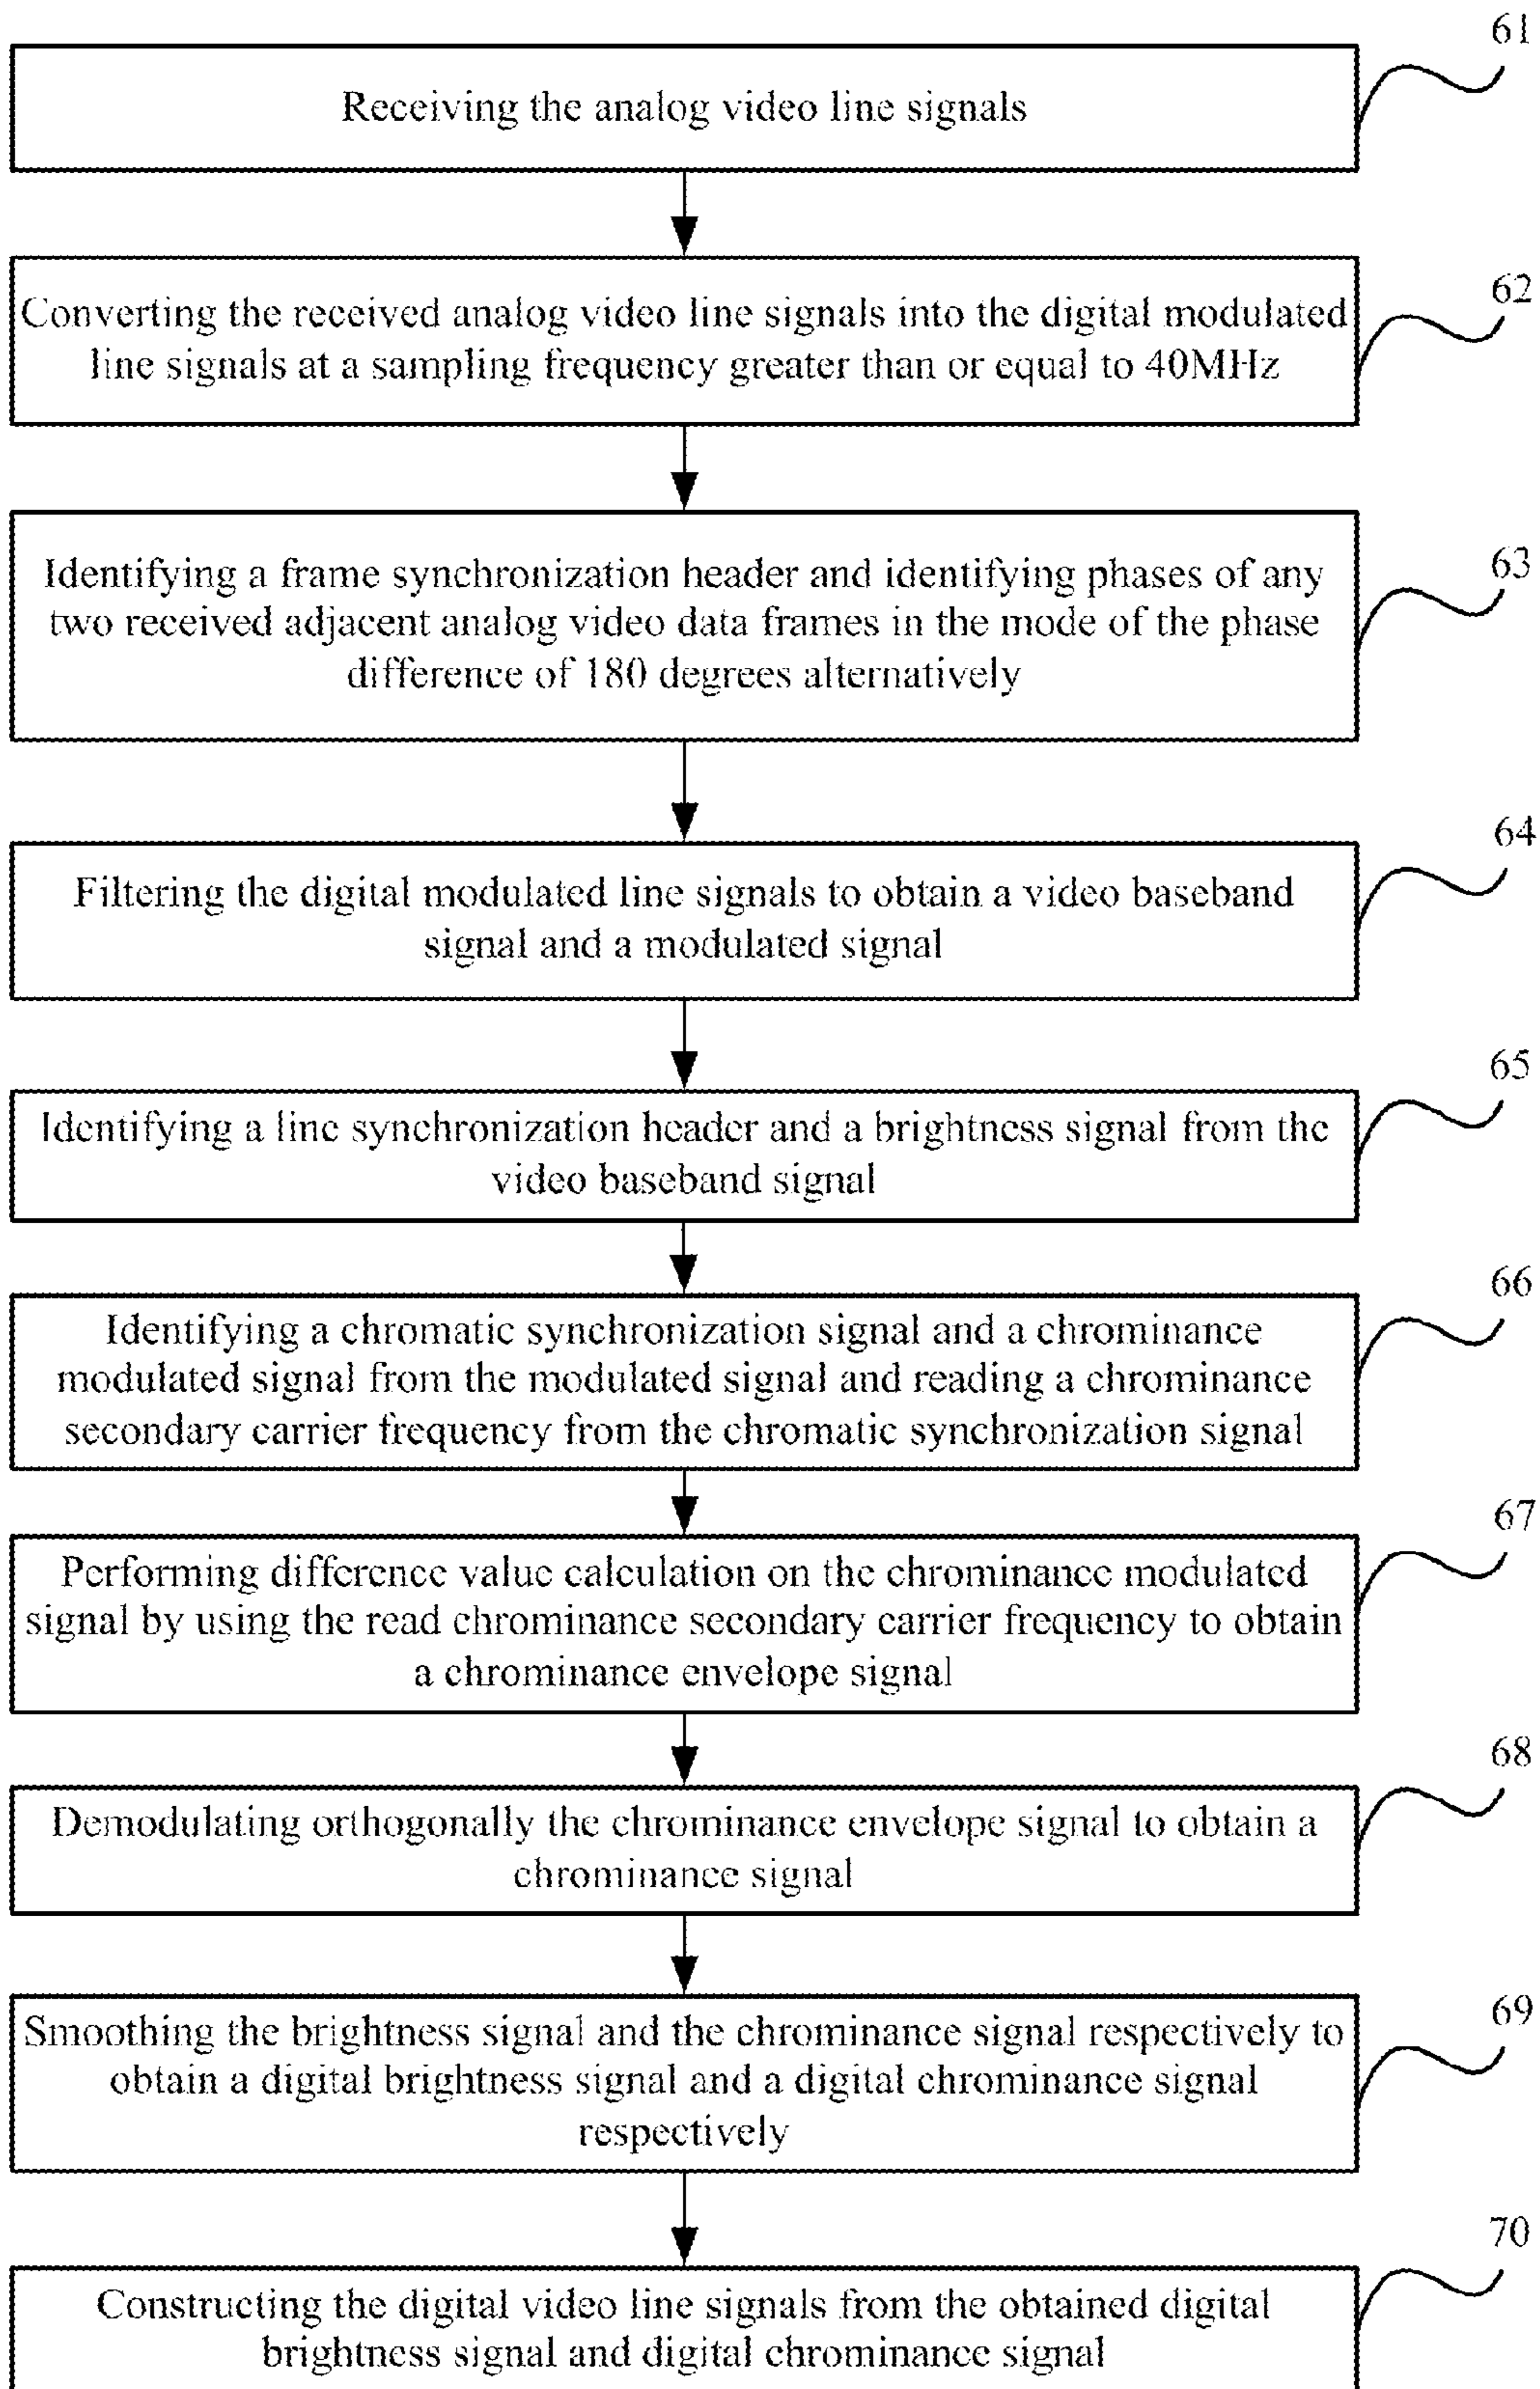 61
Receiving the analog video line signals
62
Converting the received analog video line signals into the digital modulated
line signals at a sampling frequency greater than or equal to 40MHz
63
Identifying a frame synchronization header and identifying phases of any
two received adjacent analog video data frames in the mode of the phase
difference of 180 degrees alternatively
64
Filtering the digital modulated line signals to obtain a video baseband
signal and a modulated signal
65
Identifying a line synchronization header and a brightness signal from the
video baseband signal
66
Identifying a chromatic synchronization signal and a chrominance
modulated signal from the modulated signal and reading a chrominance
secondary carrier frequency from the chromatic synchronization signal
67
Performing difference value calculation on the chrominance modulated
signal by using the read chrominance secondary carrier frequency to obtain
a chrominance envelope signal
68
Demodulating orthogonally the chrominance envelope signal to obtain a
chrominance signal
69
Smoothing the brightness signal and the chrominance signal respectively to
obtain a digital brightness signal and a digital chrominance signal
respectively
70
Constructing the digital video line signals from the obtained digital
brightness signal and digital chrominance signal